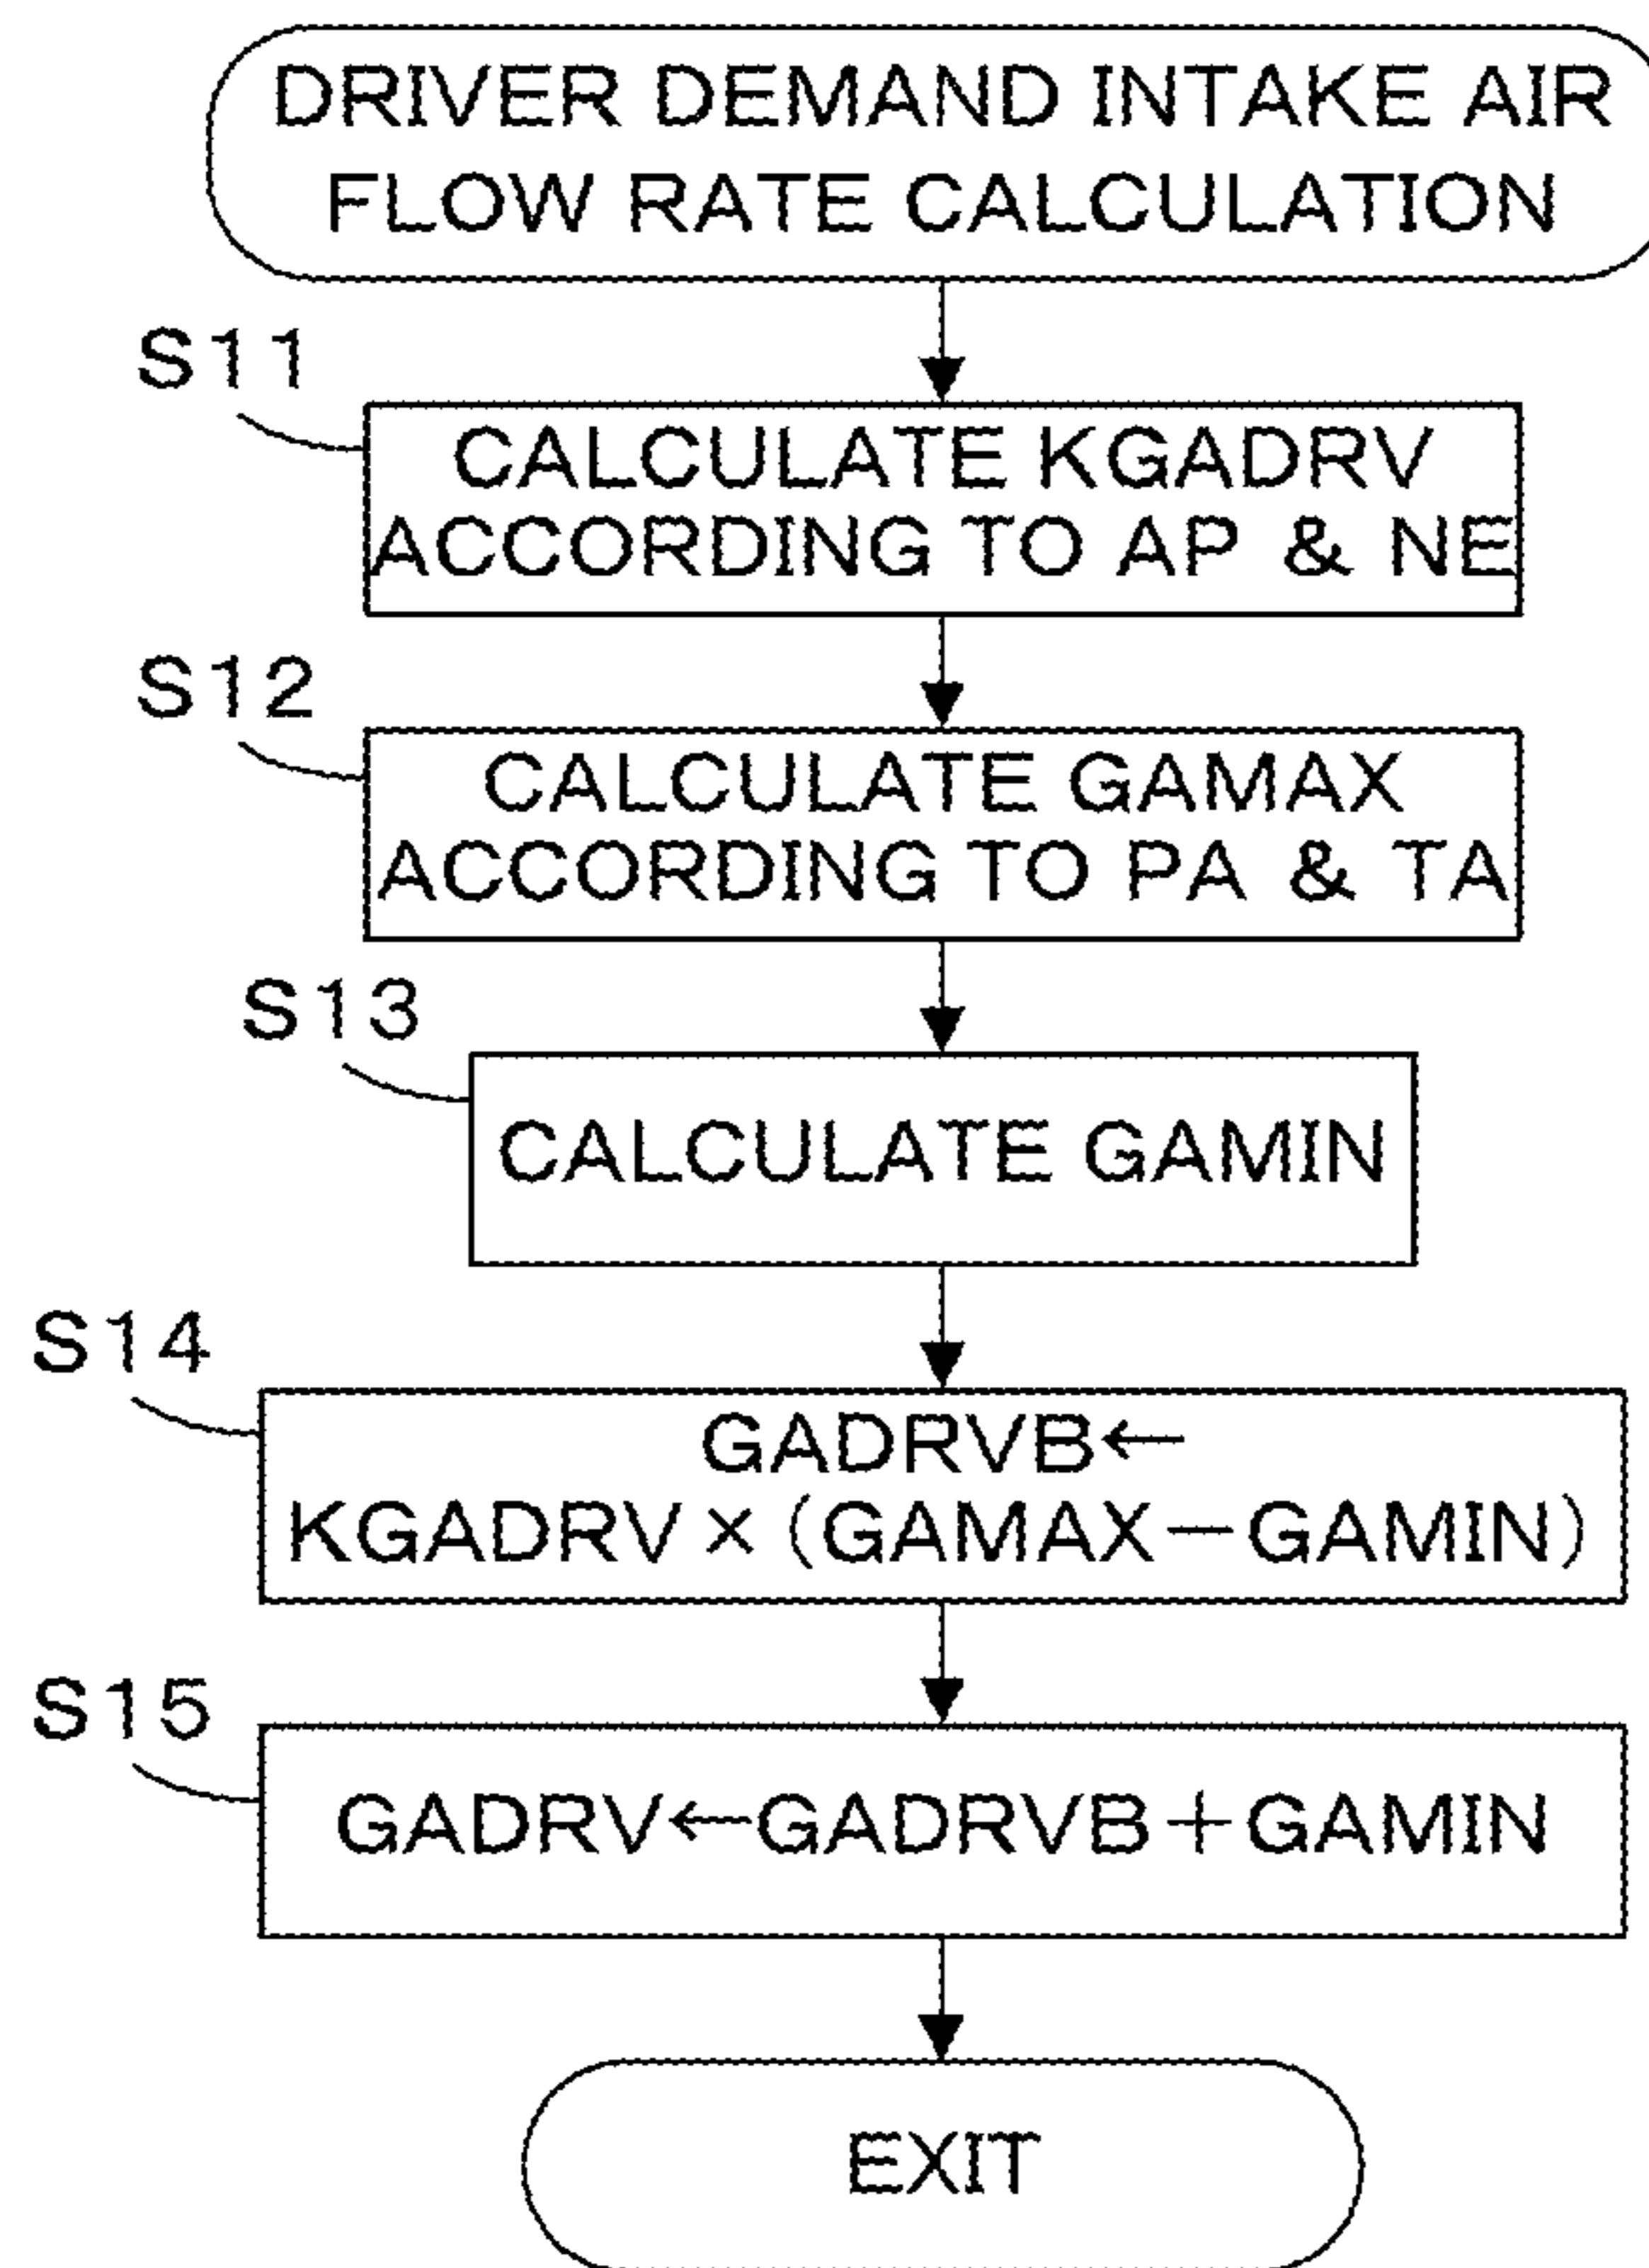 DRIVER DEMAND INTAKE AIR
FLOW RATE CALCULATION
S11
CALCULATE KGADRV
ACCORDING TO AP & NE
S12
CALCULATE GAMAX
ACCORDING TO PA & TA
S13
CALCULATE GAMIN
S14
GADRVB←
KGADRV×(GAMAX−GAMIN)
S15
GADRV←GADRVB+GAMIN
EXIT